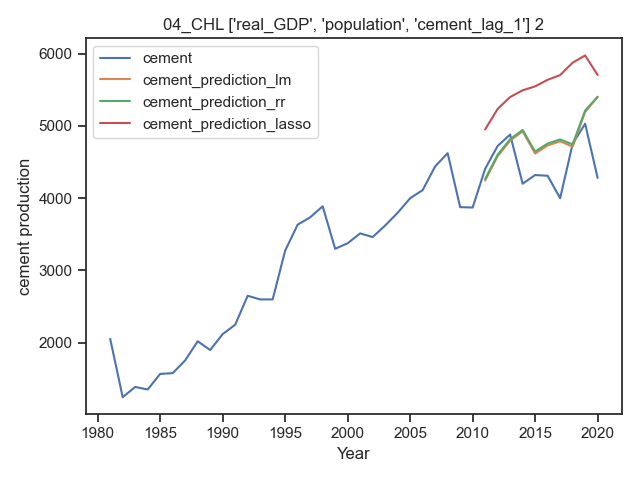 04_CHL ['real_GDP', 'population', 'cement_lag_1'] 2
cement
cement_prediction_lm
cement_prediction_rr
cement_prediction_lasso
6000
5000
4000
3000
2000
cement production
1980 1985 1990 1995 2000 2005 2010 2015 2020
Year